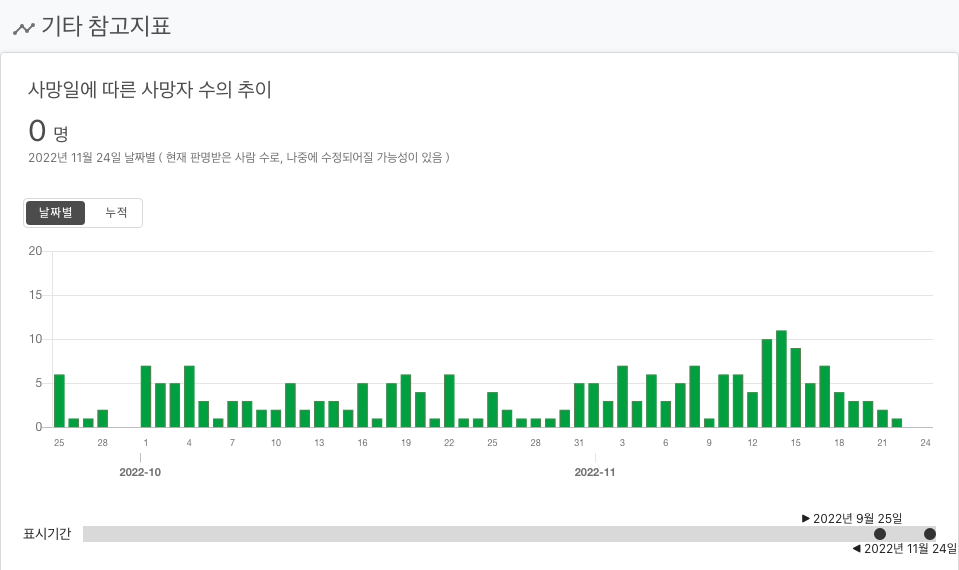 기타 참고지표
사망일에 따른 사망자 수의 추이
0 명
2022년 11월 24일 날짜별 ( 현재 판명받은 사람 수로, 나중에 수정되어질 가능성이 있음 )
날짜별 누적
20
15
10
5
0
25 28 1 4 7 10 13 16 19 22 25 28 31 3 6 9 12 15 18 21 24
2022-10 2022-11
▶ 2022년 9월 25일
표시기간
◀ 2022년 11월 24일